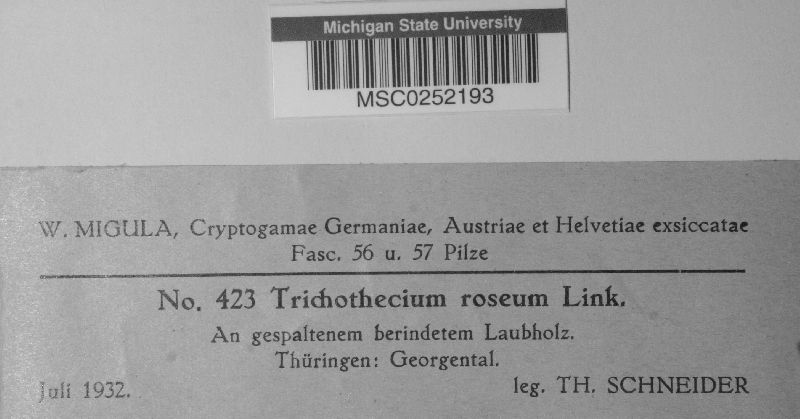 Michigan State University
MSC0252193
W. MIGULA, Cryptogamae Germaniae, Austriae et Helvetiae exsiccatae
Fasc. 56 u. 57 Pilze
No. 423 Trichothecium roseum Link.
An gespaltenem berindetem Laubholz.
Thüringen: Georgental.
Juli 1932.
leg. TH. SCHNEIDER